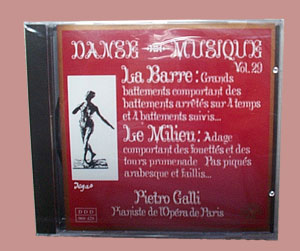 DANSE MUSIQUE
Vol. 29
La Barre: Grands
battements comportant des
battements arrêtés sur 4 temps
et 4 battements suivis...
Le Milieu: Adage
comportant des fouettés et des
tours promenade Pas piqués
arabesque et faillis...
Pietro Galli
Pianiste de l'Opéra de Paris
Degas
DDD